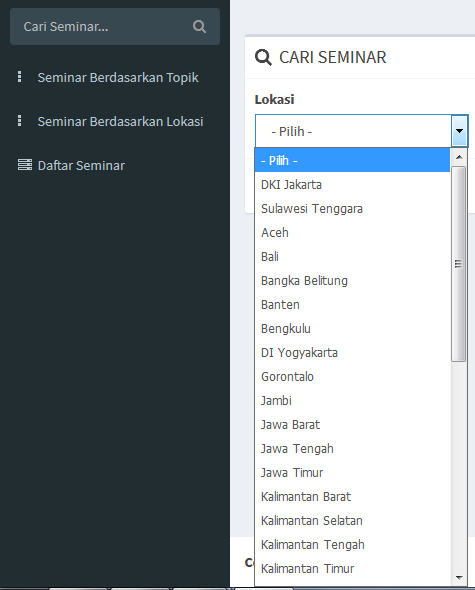 Cari Seminar...
Seminar Berdasarkan Topik
Seminar Berdasarkan Lokasi
Daftar Seminar
CARI SEMINAR
Lokasi
- Pilih -
- Pilih -
DKI Jakarta
Sulawesi Tenggara
Aceh
Bali
Bangka Belitung
Banten
Bengkulu
DI Yogyakarta
Gorontalo
Jambi
Jawa Barat
Jawa Tengah
Jawa Timur
Kalimantan Barat
Kalimantan Selatan
Kalimantan Tengah
Kalimantan Timur